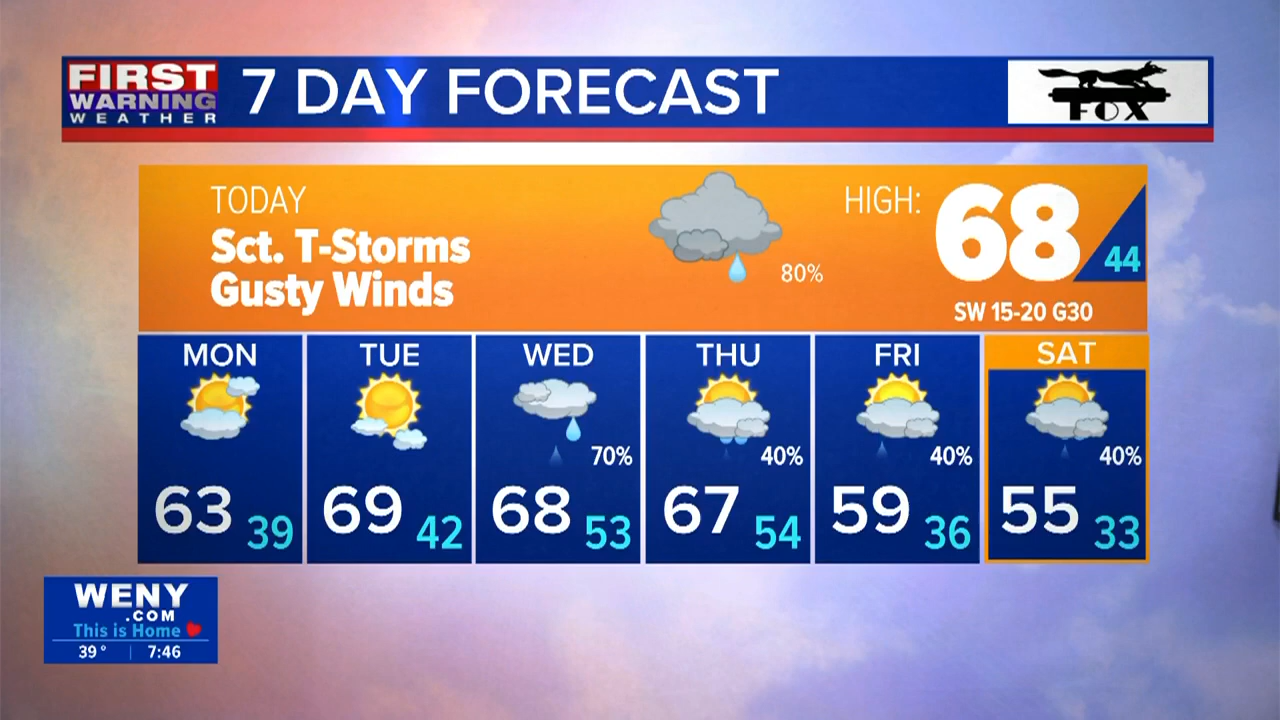 FIRST
WARNING
WEATHER
7 DAY FORECAST
FOX
TODAY
Sct. T-Storms
Gusty Winds
80%
HIGH:
68
44
SW 15-20 G30
MON
63 39
TUE
69 42
WED
70%
68 53
THU
40%
67 54
FRI
40%
59 36
SAT
40%
55 33
WENY
.COM
This is Home
39° | 7:46